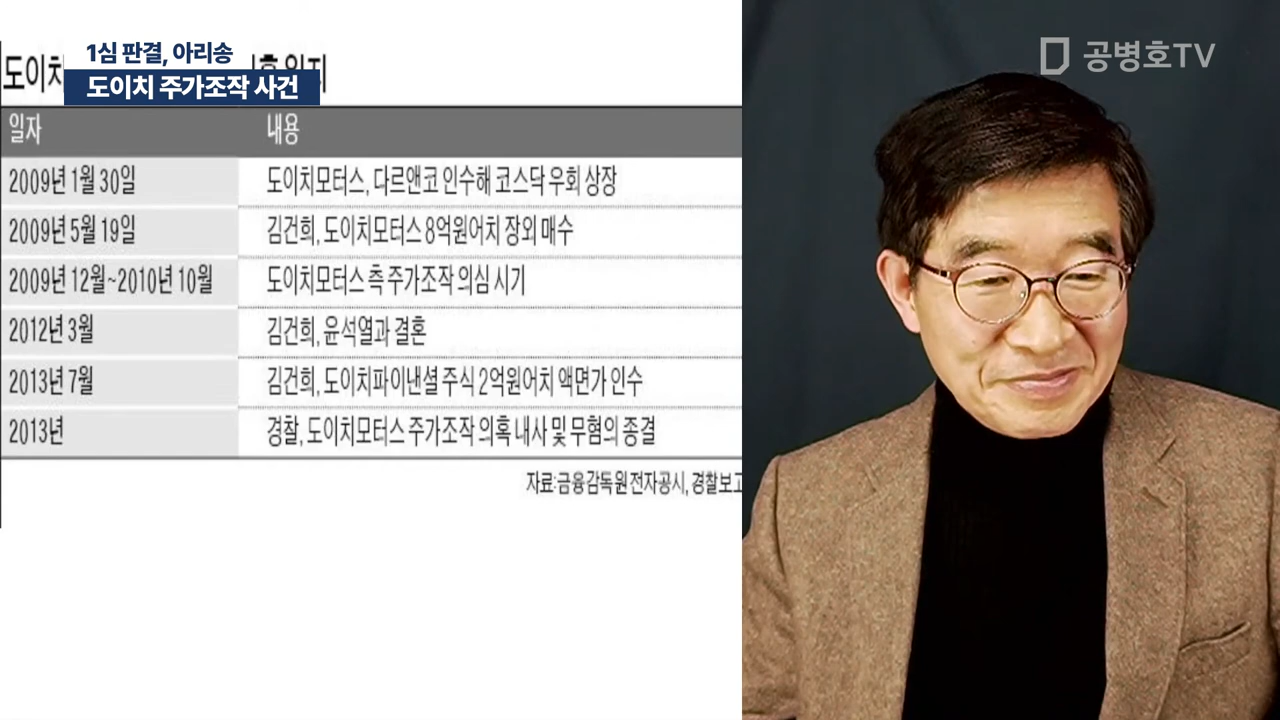 1심 판결, 아리송
도이치 주가조작 사건
도이치
공병호TV
일자 내용
2009년 1월 30일 도이치모터스, 다르앤코 인수해 코스닥 우회 상장
2009년 5월 19일 김건희, 도이치모터스 8억원어치 장외 매수
2009년 12월~2010년 10월 도이치모터스 측 주가조작 의심 시기
2012년 3월 김건희, 윤석열과 결혼
2013년 7월 김건희, 도이치파이낸셜 주식 2억원어치 액면가 인수
2013년 경찰, 도이치모터스 주가조작 의혹 내사 및 무혐의 종결
자료:금융감독원 전자공시, 경찰보고